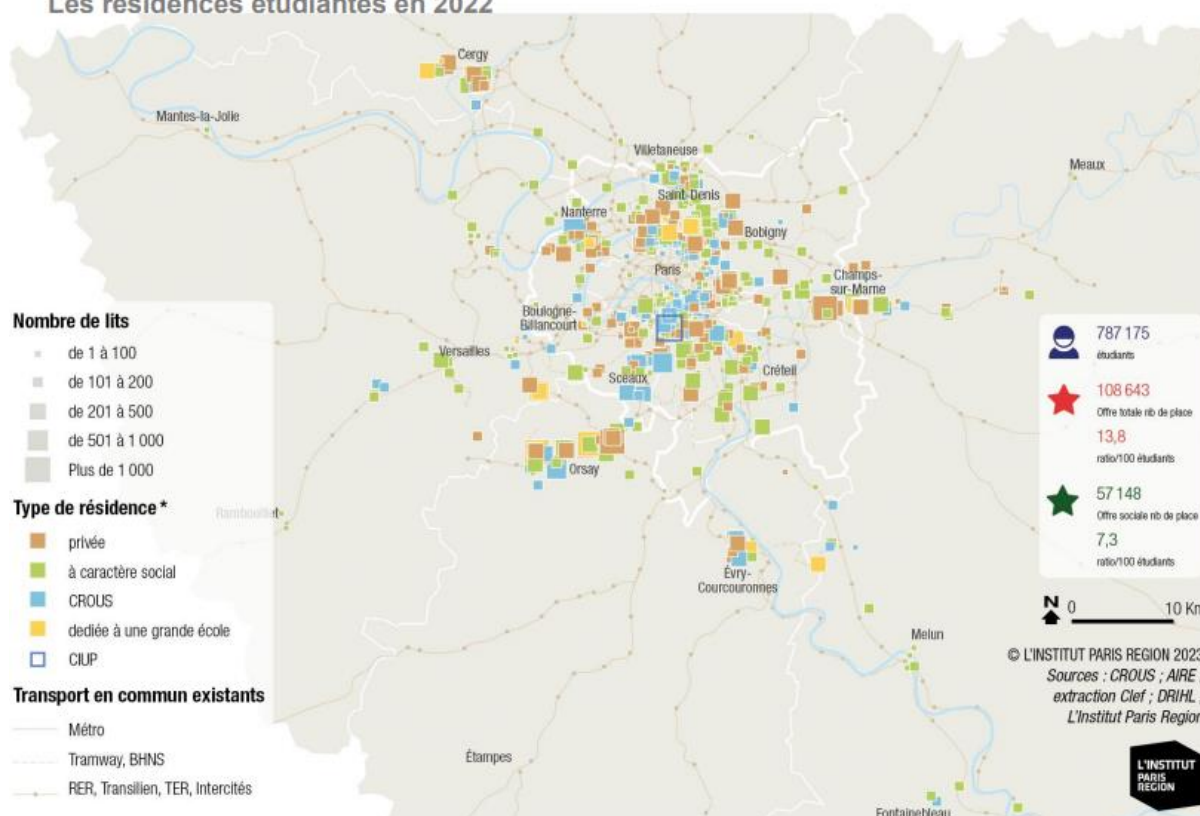 Les résidences étudiantes en 2022
Cergy
Mantes-la-Jolie
Villetaneuse
Meaux
Saint-Denis
Nanterre
Bobigny
Paris
Champs-
sur-Marne
Boulogne-
Billancourt
Versailles
Sceaux
Créteil
Orsay
Rambouillet
Évry-
Courcouronnes
Melun
Étampes
Fontainebleau
Nombre de lits
de 1 à 100
de 101 à 200
de 201 à 500
de 501 à 1 000
Plus de 1 000
Type de résidence *
privée
à caractère social
CROUS
dediée à une grande école
CIUP
Transport en commun existants
Métro
Tramway, BHNS
RER, Transilien, TER, Intercités
787 175
étudiants
108 643
Offre totale nb de place
13,8
ratio/100 étudiants
57 148
Offre sociale nb de place
7,3
ratio/100 étudiants
N 0 10 Km
© L'INSTITUT PARIS REGION 2023
Sources : CROUS ; AIRE ;
extraction Clef ; DRIHL ;
L'Institut Paris Region
L'INSTITUT
PARIS
REGION